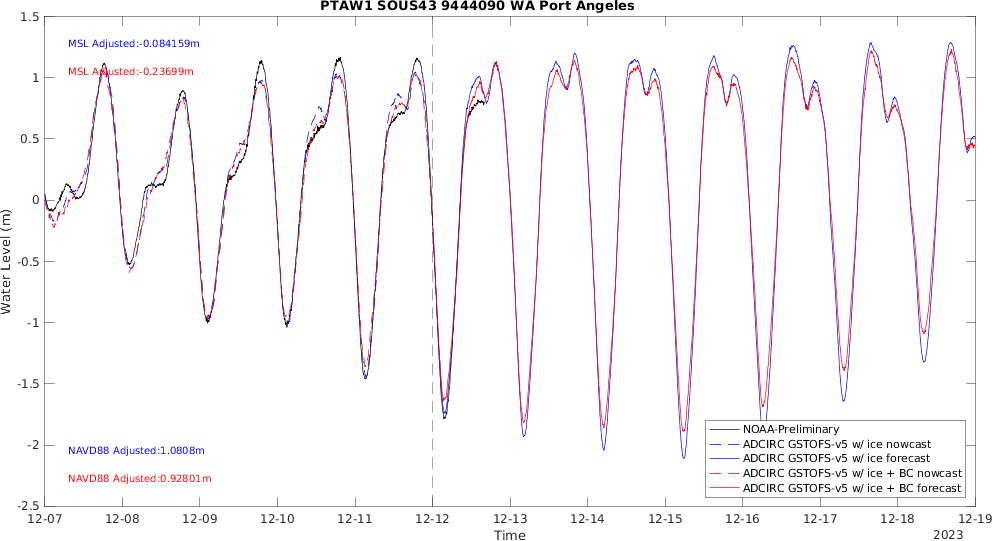 PTAW1 SOUS43 9444090 WA Port Angeles
MSL Adjusted:-0.084159m
MSL Adjusted:-0.23699m
NAVD88 Adjusted:1.0808m
NAVD88 Adjusted:0.92801m
Water Level (m)
1.5
1
0.5
0
-0.5
-1
-1.5
-2
-2.5
NOAA-Preliminary
ADCIRC GSTOFS-v5 w/ ice nowcast
ADCIRC GSTOFS-v5 w/ ice forecast
ADCIRC GSTOFS-v5 w/ ice + BC nowcast
ADCIRC GSTOFS-v5 w/ ice + BC forecast
12-07 12-08 12-09 12-10 12-11 12-12 12-13 12-14 12-15 12-16 12-17 12-18 12-19
Time
2023